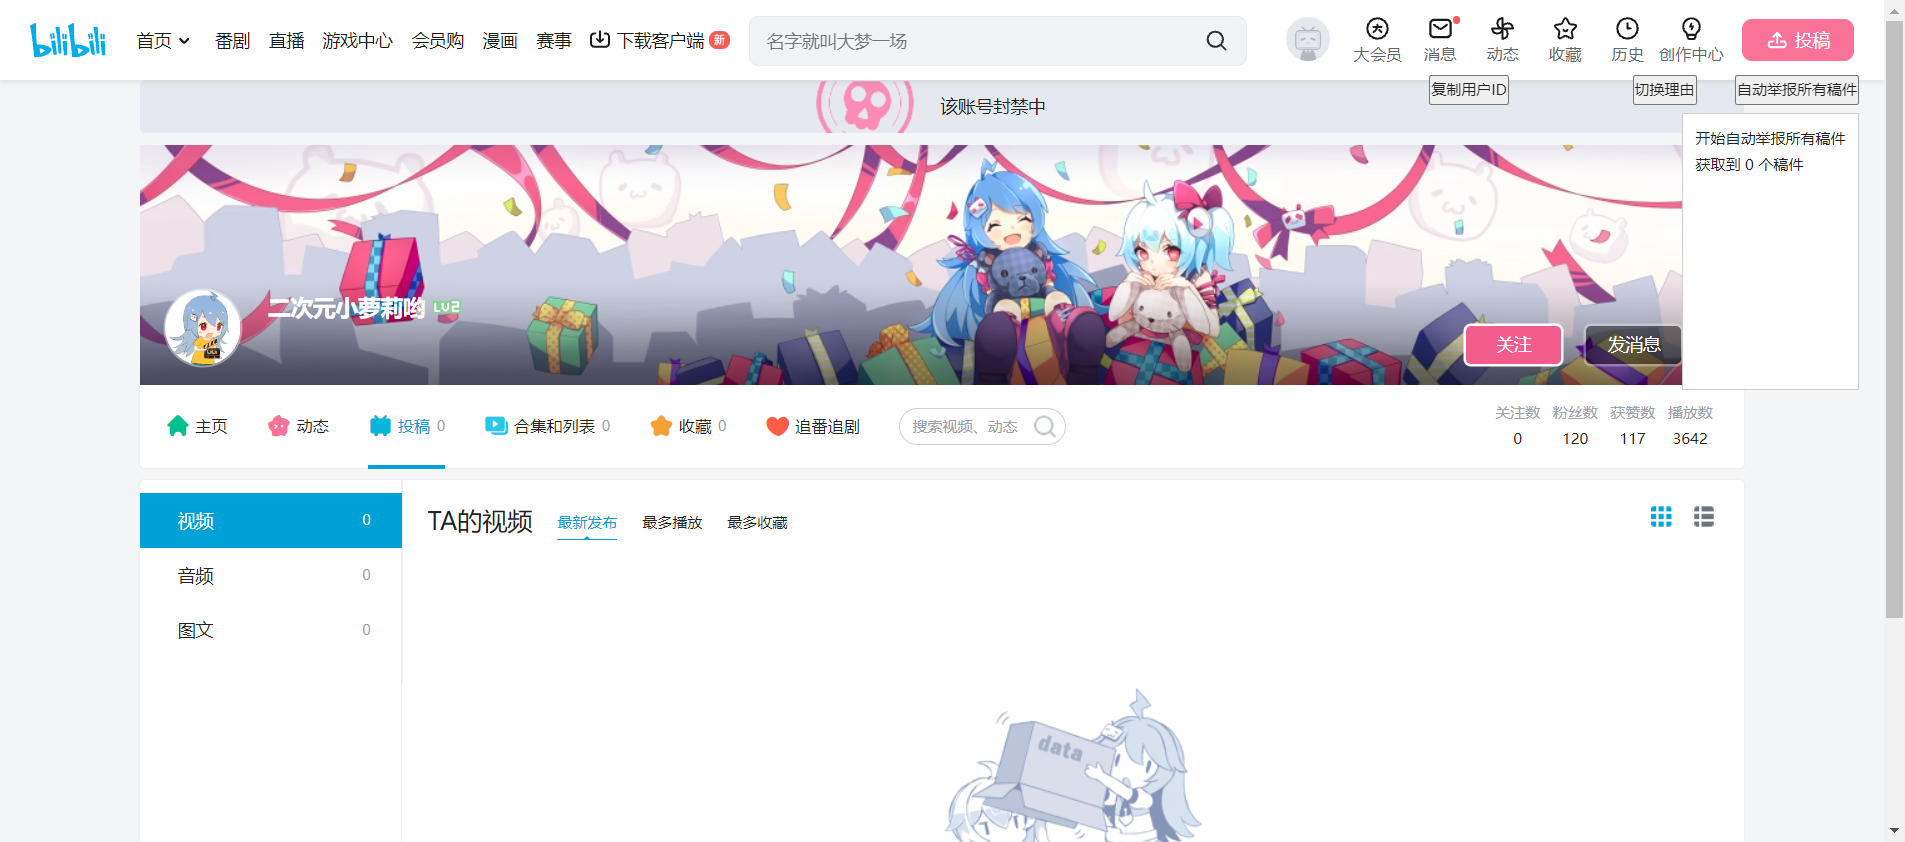 bilibili
首页
番剧
直播
游戏中心
会员购
漫画
赛事
下载客户端 新
名字就叫大梦一场
大会员
消息
动态
收藏
历史
创作中心
投稿
复制用户ID
切换理由
自动举报所有稿件
该账号封禁中
开始自动举报所有稿件
获取到 0 个稿件
二次元小萝莉哟 LV2
关注
发消息
主页
动态
投稿 0
合集和列表 0
收藏 0
追番追剧
搜索视频、动态
关注数 粉丝数 获赞数 播放数
0 120 117 3642
视频 0
音频 0
图文 0
TA的视频
最新发布
最多播放
最多收藏
data